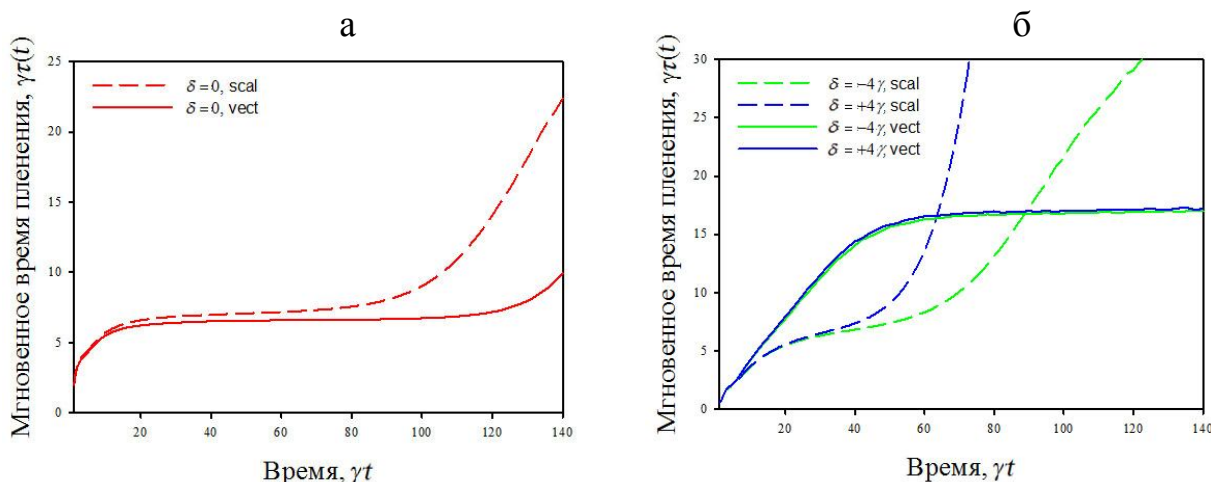 а
25
20
15
10
5
0
20 40 60 80 100 120 140
Мгновенное время пленения, γτ(t)
Время, γt
δ = 0, scal
δ = 0, vect
б
30
25
20
15
10
5
0
20 40 60 80 100 120 140
Мгновенное время пленения, γτ(t)
Время, γt
δ = −4γ, scal
δ = +4γ, scal
δ = −4γ, vect
δ = +4γ, vect